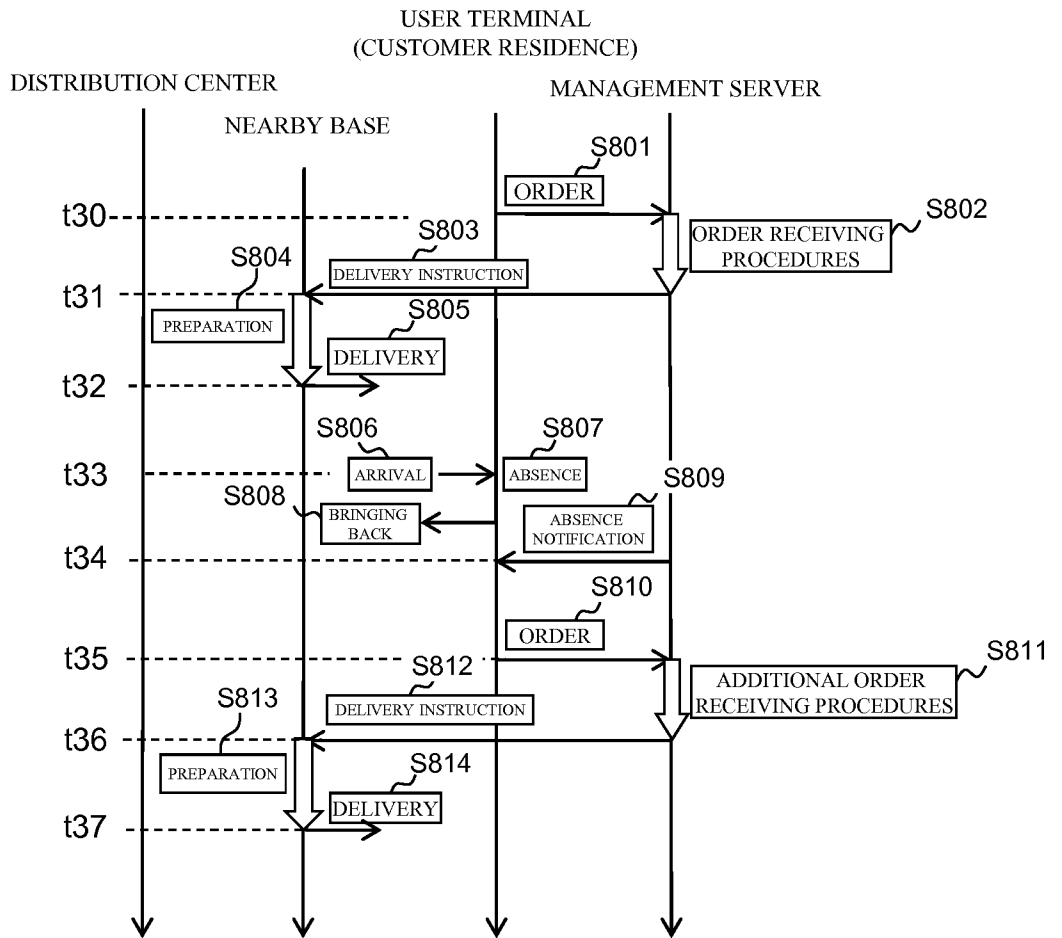 USER TERMINAL
(CUSTOMER RESIDENCE)
DISTRIBUTION CENTER
MANAGEMENT SERVER
NEARBY BASE
S801
ORDER
t30
S802
ORDER RECEIVING
PROCEDURES
S803
DELIVERY INSTRUCTION
S804
t31
PREPARATION
S805
DELIVERY
t32
S806
S807
t33
ARRIVAL
ABSENCE
S809
S808
BRINGING
BACK
ABSENCE
NOTIFICATION
t34
S810
ORDER
t35
S811
ADDITIONAL ORDER
RECEIVING PROCEDURES
S812
DELIVERY INSTRUCTION
S813
t36
PREPARATION
S814
DELIVERY
t37